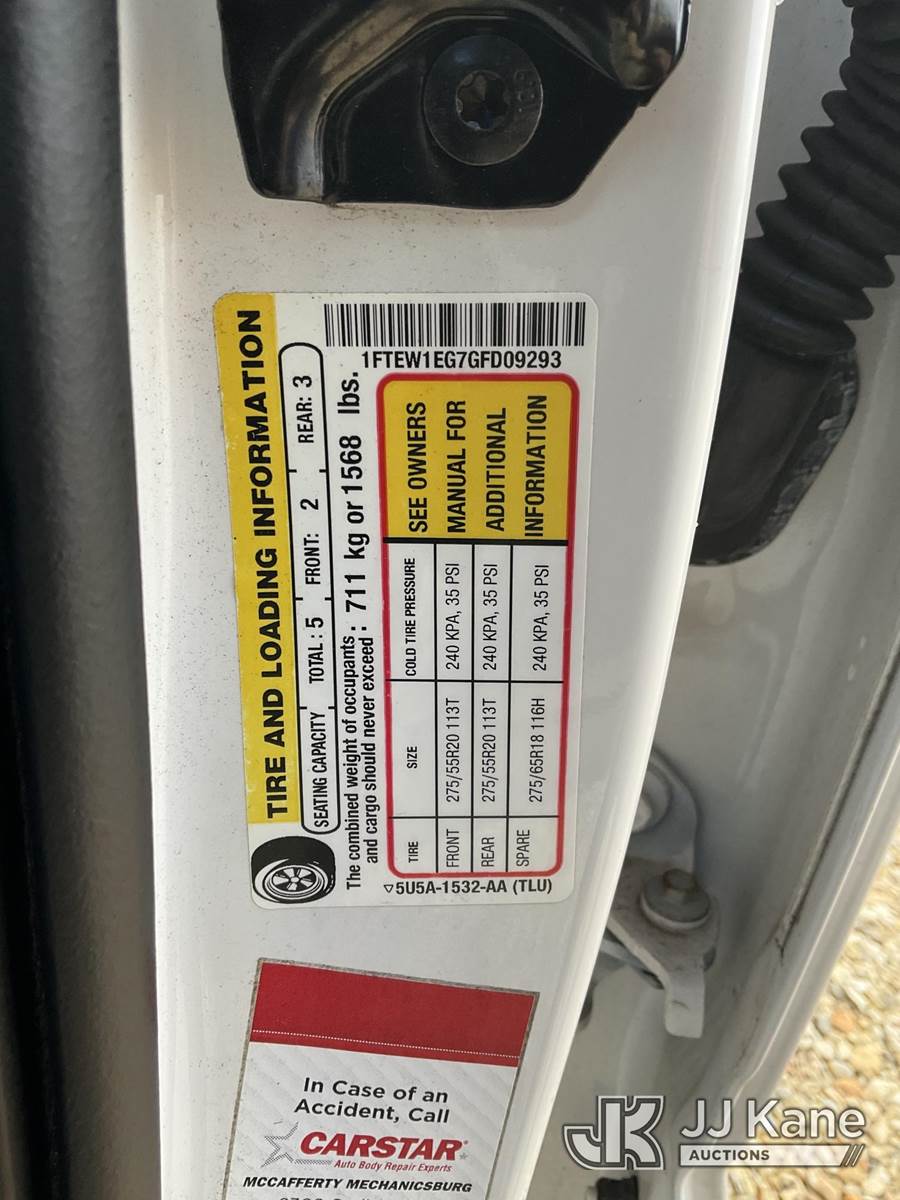 1FTEW1EG7GFD09293
TIRE AND LOADING INFORMATION
SEATING CAPACITY TOTAL : 5 FRONT: 2 REAR: 3
The combined weight of occupants : 711 kg or 1568 lbs.
and cargo should never exceed :
TIRE SIZE COLD TIRE PRESSURE
FRONT 275/55R20 113T 240 KPA, 35 PSI
REAR 275/55R20 113T 240 KPA, 35 PSI
SPARE 275/65R18 116H 240 KPA, 35 PSI
SEE OWNERS
MANUAL FOR
ADDITIONAL
INFORMATION
5U5A-1532-AA (TLU)
In Case of an
Accident, Call
CARSTAR
Auto Body Repair Experts
MCCAFFERTY MECHANICSBURG
JK JJ Kane
AUCTIONS